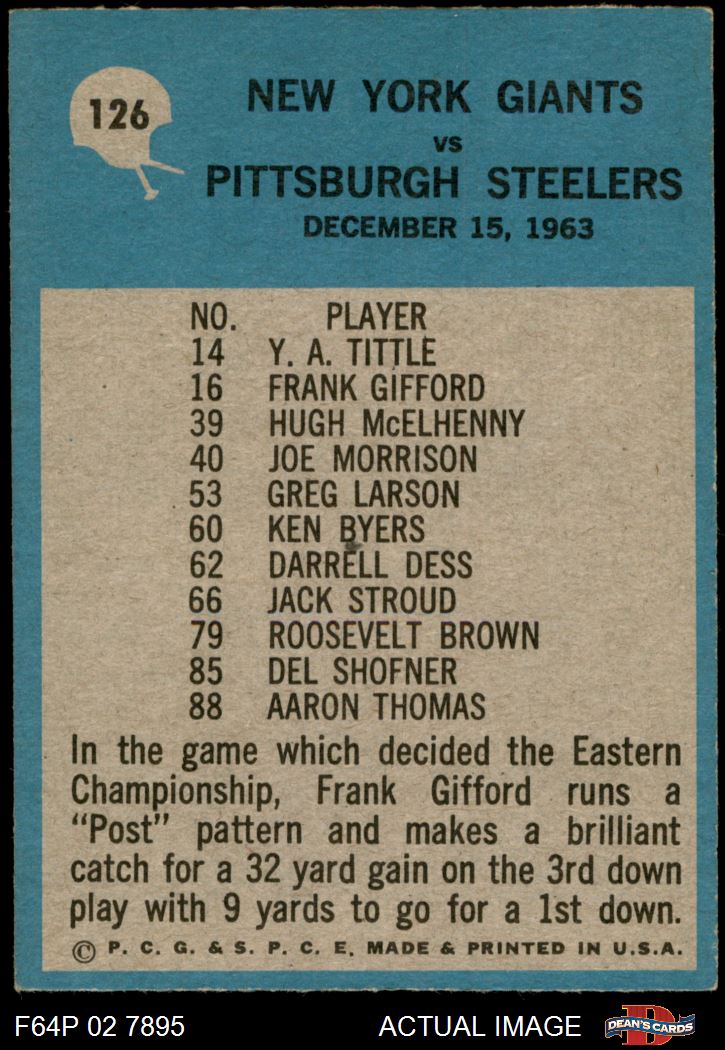 126
NEW YORK GIANTS
VS
PITTSBURGH STEELERS
DECEMBER 15, 1963
NO. PLAYER
14 Y. A. TITTLE
16 FRANK GIFFORD
39 HUGH McELHENNY
40 JOE MORRISON
53 GREG LARSON
60 KEN BYERS
62 DARRELL DESS
66 JACK STROUD
79 ROOSEVELT BROWN
85 DEL SHOFNER
88 AARON THOMAS
In the game which decided the Eastern
Championship, Frank Gifford runs a
"Post" pattern and makes a brilliant
catch for a 32 yard gain on the 3rd down
play with 9 yards to go for a 1st down.
© P. C. G. & S. P. C. E. MADE & PRINTED IN U.S.A.
F64P 02 7895 ACTUAL IMAGE
D
DEAN'S CARDS